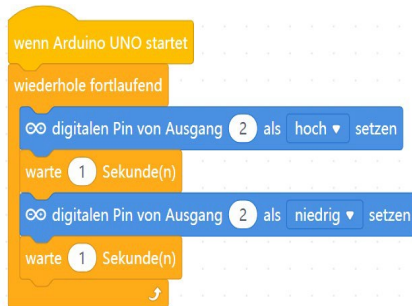 wenn Arduino UNO startet
wiederhole fortlaufend
digitalen Pin von Ausgang 2 als hoch setzen
warte 1 Sekunde(n)
digitalen Pin von Ausgang 2 als niedrig setzen
warte 1 Sekunde(n)